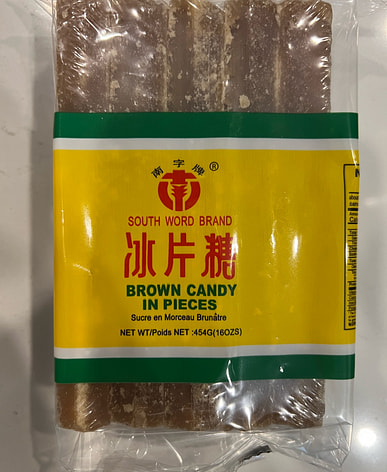 南字牌®
SOUTH WORD BRAND
冰片糖
BROWN CANDY
IN PIECES
Sucre en Morceau Brunâtre
NET WT/Poids NET :454G(16OZS)
N